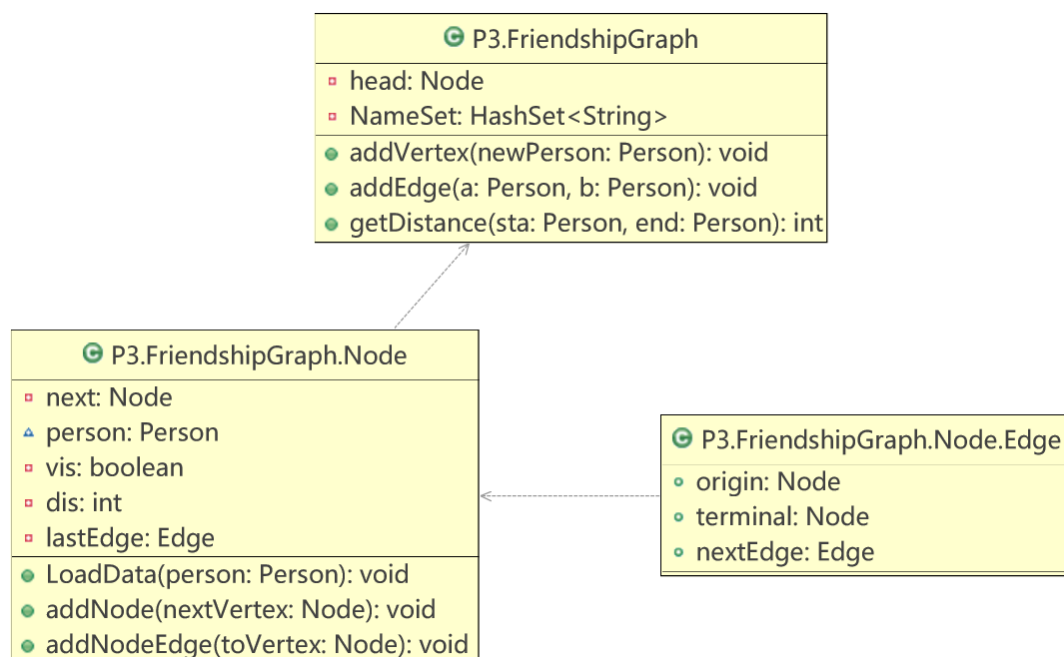 P3.FriendshipGraph
head: Node
NameSet: HashSet<String>
addVertex(newPerson: Person): void
addEdge(a: Person, b: Person): void
getDistance(sta: Person, end: Person): int
P3.FriendshipGraph.Node
next: Node
person: Person
vis: boolean
dis: int
lastEdge: Edge
LoadData(person: Person): void
addNode(nextVertex: Node): void
addNodeEdge(toVertex: Node): void
P3.FriendshipGraph.Node.Edge
origin: Node
terminal: Node
nextEdge: Edge